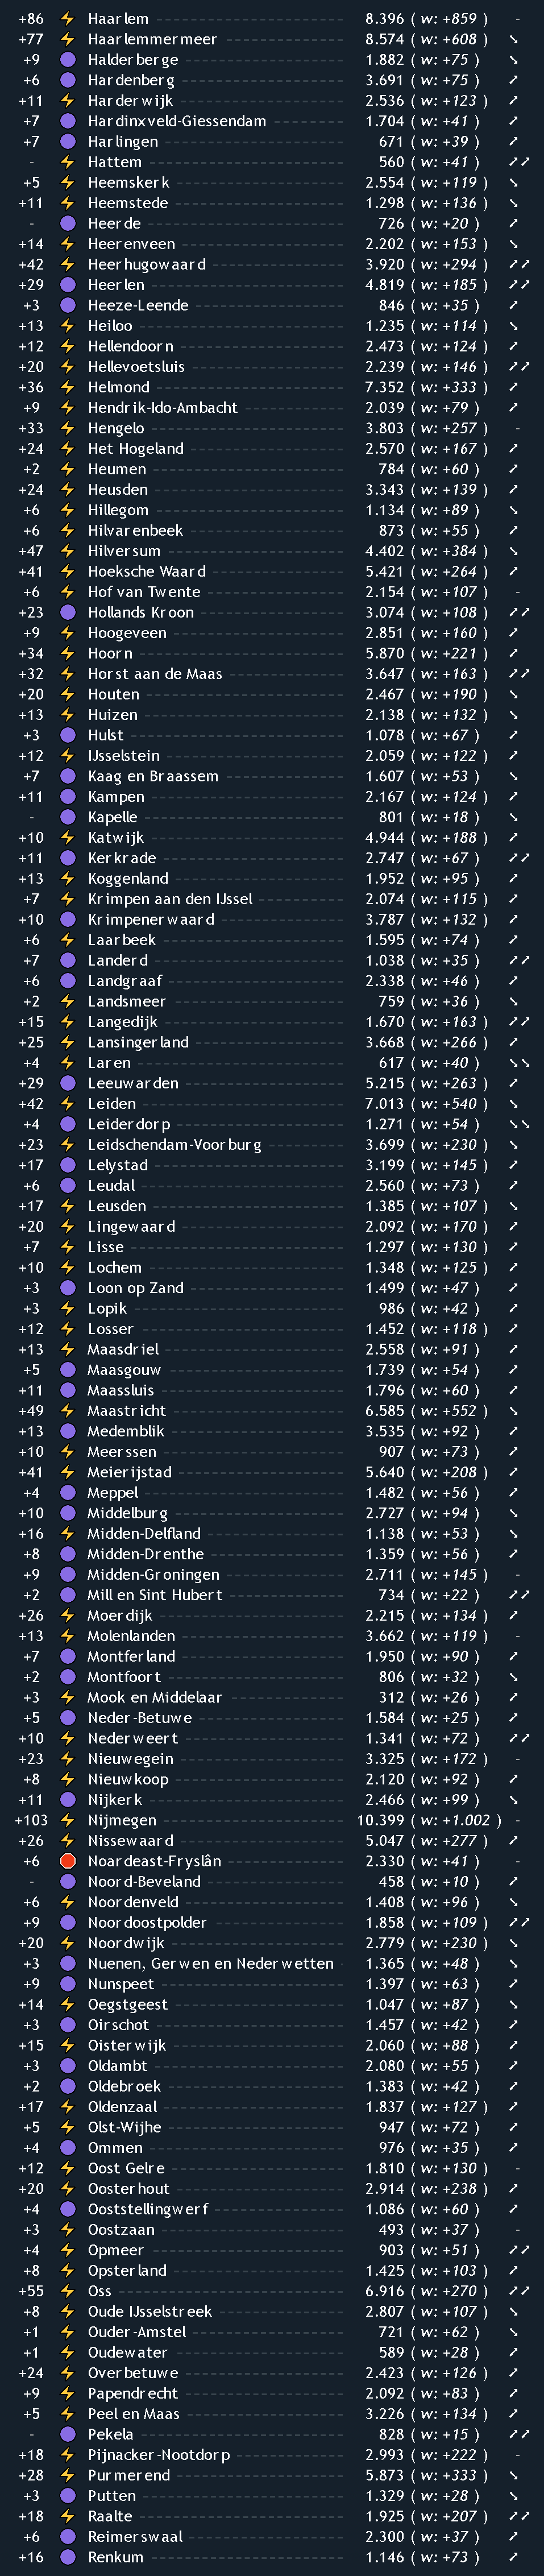 +86 ⚡ Haarlem 8.396 ( w: +859 ) -
+77 ⚡ Haarlemmermeer 8.574 ( w: +608 ) ↘
+9 Halderberge 1.882 ( w: +75 ) ↘
+6 Hardenberg 3.691 ( w: +75 ) ↗
+11 ⚡ Harderwijk 2.536 ( w: +123 ) ↗
+7 Hardinxveld-Giessendam 1.704 ( w: +41 ) ↗
+7 Harlingen 671 ( w: +39 ) ↗
- ⚡ Hattem 560 ( w: +41 ) ↗↗
+5 ⚡ Heemskerk 2.554 ( w: +119 ) ↘
+11 ⚡ Heemstede 1.298 ( w: +136 ) ↘
- Heerde 726 ( w: +20 ) ↗
+14 ⚡ Heerenveen 2.202 ( w: +153 ) ↘
+42 ⚡ Heerhugowaard 3.920 ( w: +294 ) ↗↗
+29 ⚡ Heerlen 4.819 ( w: +185 ) ↗↗
+3 Heeze-Leende 846 ( w: +35 ) ↗
+13 ⚡ Heiloo 1.235 ( w: +114 ) ↘
+12 ⚡ Hellendoorn 2.473 ( w: +124 ) ↗
+20 ⚡ Hellevoetsluis 2.239 ( w: +146 ) ↗↗
+36 ⚡ Helmond 7.352 ( w: +333 ) ↗
+9 ⚡ Hendrik-Ido-Ambacht 2.039 ( w: +79 ) ↗
+33 ⚡ Hengelo 3.803 ( w: +257 ) -
+24 ⚡ Het Hogeland 2.570 ( w: +167 ) ↗
+2 ⚡ Heumen 784 ( w: +60 ) ↗
+24 ⚡ Heusden 3.343 ( w: +139 ) ↗
+6 ⚡ Hillegom 1.134 ( w: +89 ) ↘
+6 ⚡ Hilvarenbeek 873 ( w: +55 ) ↗
+47 ⚡ Hilversum 4.402 ( w: +384 ) ↘
+41 ⚡ Hoeksche Waard 5.421 ( w: +264 ) ↗
+6 ⚡ Hof van Twente 2.154 ( w: +107 ) -
+23 Hollands Kroon 3.074 ( w: +108 ) ↗↗
+9 ⚡ Hoogeveen 2.851 ( w: +160 ) ↗
+34 ⚡ Hoorn 5.870 ( w: +221 ) ↗
+32 ⚡ Horst aan de Maas 3.647 ( w: +163 ) ↗↗
+20 ⚡ Houten 2.467 ( w: +190 ) ↘
+13 ⚡ Huizen 2.138 ( w: +132 ) ↘
+3 Hulst 1.078 ( w: +67 ) ↗
+12 ⚡ IJsselstein 2.059 ( w: +122 ) ↗
+7 Kaag en Braassem 1.607 ( w: +53 ) ↘
+11 Kampen 2.167 ( w: +124 ) ↗
- Kapelle 801 ( w: +18 ) ↘
+10 ⚡ Katwijk 4.944 ( w: +188 ) ↗
+11 Kerkrade 2.747 ( w: +67 ) ↗↗
+13 ⚡ Koggenland 1.952 ( w: +95 ) ↗
+7 ⚡ Krimpen aan den IJssel 2.074 ( w: +115 ) ↗
+10 Krimpenerwaard 3.787 ( w: +132 ) ↗
+6 ⚡ Laarbeek 1.595 ( w: +74 ) ↗
+7 Landerd 1.038 ( w: +35 ) ↗↗
+6 Landgraaf 2.338 ( w: +46 ) ↗
+2 ⚡ Landsmeer 759 ( w: +36 ) ↘
+15 ⚡ Langedijk 1.670 ( w: +163 ) ↗↗
+25 ⚡ Lansingerland 3.668 ( w: +266 ) ↗
+4 ⚡ Laren 617 ( w: +40 ) ↘↘
+29 Leeuwarden 5.215 ( w: +263 ) ↗
+42 ⚡ Leiden 7.013 ( w: +540 ) ↘
+4 Leiderdorp 1.271 ( w: +54 ) ↘↘
+23 ⚡ Leidschendam-Voorburg 3.699 ( w: +230 ) ↘
+17 Lelystad 3.199 ( w: +145 ) ↗
+6 Leudal 2.560 ( w: +73 ) ↗
+17 ⚡ Leusden 1.385 ( w: +107 ) ↘
+20 ⚡ Lingewaard 2.092 ( w: +170 ) ↗
+7 ⚡ Lisse 1.297 ( w: +130 ) ↗
+10 ⚡ Lochem 1.348 ( w: +125 ) ↗
+3 Loon op Zand 1.499 ( w: +47 ) ↗
+3 ⚡ Lopik 986 ( w: +42 ) ↗
+12 ⚡ Losser 1.452 ( w: +118 ) ↗
+13 ⚡ Maasdriel 2.558 ( w: +91 ) ↗
+5 Maasgouw 1.739 ( w: +54 ) ↗
+11 Maassluis 1.796 ( w: +60 ) ↗
+49 ⚡ Maastricht 6.585 ( w: +552 ) ↘
+13 Medemblik 3.535 ( w: +92 ) ↗
+10 ⚡ Meerssen 907 ( w: +73 ) ↗
+41 ⚡ Meierijstad 5.640 ( w: +208 ) ↗
+4 Meppel 1.482 ( w: +56 ) ↗
+10 Middelburg 2.727 ( w: +94 ) ↘
+16 ⚡ Midden-Delfland 1.138 ( w: +53 ) ↘
+8 Midden-Drenthe 1.359 ( w: +56 ) ↗
+9 Midden-Groningen 2.711 ( w: +145 ) -
+2 Mill en Sint Hubert 734 ( w: +22 ) ↗↗
+26 ⚡ Moerdijk 2.215 ( w: +134 ) ↗
+13 ⚡ Molenlanden 3.662 ( w: +119 ) -
+7 Montferland 1.950 ( w: +90 ) ↗
+2 Montfoort 806 ( w: +32 ) ↘
+3 ⚡ Mook en Middelaar 312 ( w: +26 ) ↗
+5 Neder-Betuwe 1.584 ( w: +25 ) ↗
+10 ⚡ Nederweert 1.341 ( w: +72 ) ↗↗
+23 ⚡ Nieuwegein 3.325 ( w: +172 ) -
+8 ⚡ Nieuwkoop 2.120 ( w: +92 ) ↗
+11 Nijkerk 2.466 ( w: +99 ) ↘
+103 ⚡ Nijmegen 10.399 ( w: +1.002 ) -
+26 ⚡ Nissewaard 5.047 ( w: +277 ) ↗
+6 Noardeast-Fryslân 2.330 ( w: +41 ) -
- Noord-Beveland 458 ( w: +10 ) ↗
+6 ⚡ Noordenveld 1.408 ( w: +96 ) ↘
+9 Noordoostpolder 1.858 ( w: +109 ) ↗↗
+20 ⚡ Noordwijk 2.779 ( w: +230 ) ↘
+3 Nuenen, Gerwen en Nederwetten 1.365 ( w: +48 ) ↘
+9 Nunspeet 1.397 ( w: +63 ) ↗
+14 ⚡ Oegstgeest 1.047 ( w: +87 ) ↘
+3 Oirschot 1.457 ( w: +42 ) ↗
+15 ⚡ Oisterwijk 2.060 ( w: +88 ) ↗
+3 Oldambt 2.080 ( w: +55 ) ↗
+2 Oldebroek 1.383 ( w: +42 ) ↗
+17 ⚡ Oldenzaal 1.837 ( w: +127 ) ↗
+5 ⚡ Olst-Wijhe 947 ( w: +72 ) ↗
+4 Ommen 976 ( w: +35 ) ↗
+12 ⚡ Oost Gelre 1.810 ( w: +130 ) -
+20 ⚡ Oosterhout 2.914 ( w: +238 ) ↗
+4 Ooststellingwerf 1.086 ( w: +60 ) ↗
+3 ⚡ Oostzaan 493 ( w: +37 ) -
+4 ⚡ Opmeer 903 ( w: +51 ) ↗↗
+8 ⚡ Opsterland 1.425 ( w: +103 ) ↗
+55 ⚡ Oss 6.916 ( w: +270 ) ↗↗
+8 ⚡ Oude IJsselstreek 2.807 ( w: +107 ) ↘
+1 ⚡ Ouder-Amstel 721 ( w: +62 ) ↘
+1 ⚡ Oudewater 589 ( w: +28 ) ↗
+24 ⚡ Overbetuwe 2.423 ( w: +126 ) ↗
+9 ⚡ Papendrecht 2.092 ( w: +83 ) ↗
+5 ⚡ Peel en Maas 3.226 ( w: +134 ) ↗
- Pekela 828 ( w: +15 ) ↗↗
+18 ⚡ Pijnacker-Nootdorp 2.993 ( w: +222 ) -
+28 ⚡ Purmerend 5.873 ( w: +333 ) ↘
+3 Putten 1.329 ( w: +28 ) ↘
+18 ⚡ Raalte 1.925 ( w: +207 ) ↗↗
+6 Reimerswaal 2.300 ( w: +37 ) ↗
+16 Renkum 1.146 ( w: +73 ) ↗